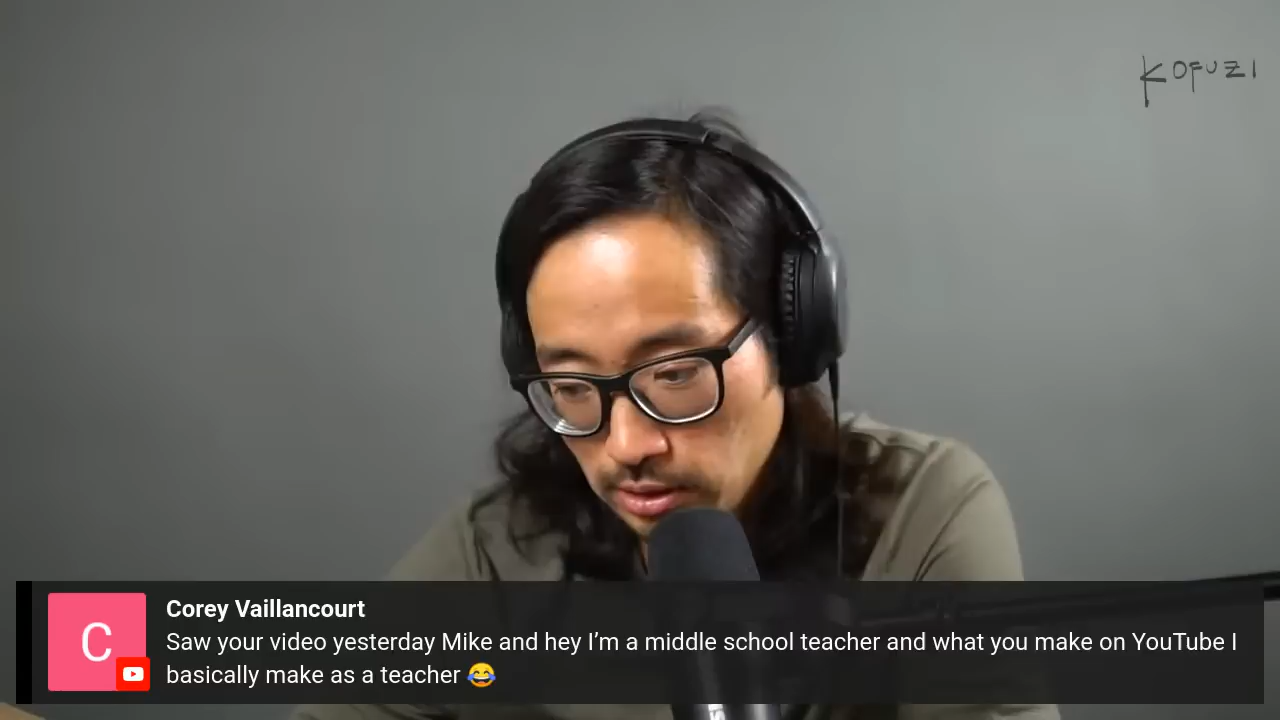 KOFUZI
Corey Vaillancourt
C
Saw your video yesterday Mike and hey I’m a middle school teacher and what you make on YouTube I
basically make as a teacher 😂